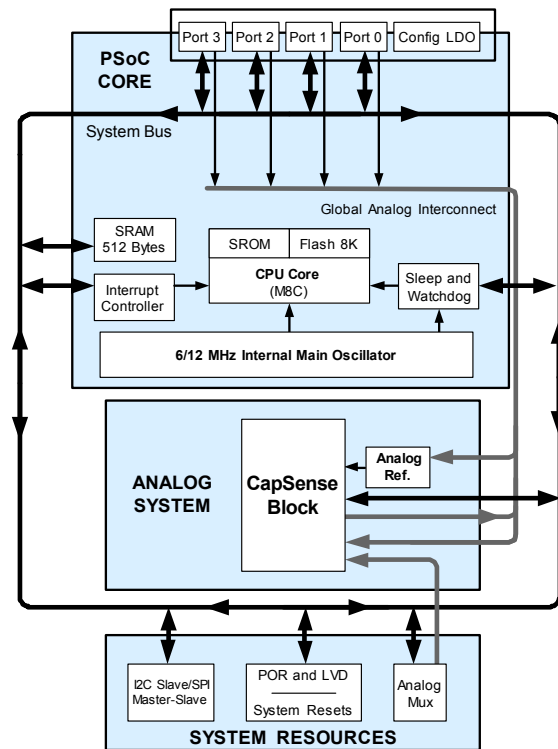 Port 3 Port 2 Port 1 Port 0 Config LDO
PSoC
CORE
System Bus
Global Analog Interconnect
SRAM
512 Bytes
SROM Flash 8K
CPU Core
(M8C)
Interrupt
Controller
Sleep and
Watchdog
6/12 MHz Internal Main Oscillator
ANALOG
SYSTEM
CapSense
Block
Analog
Ref.
I2C Slave/SPI
Master-Slave
POR and LVD
System Resets
Analog
Mux
SYSTEM RESOURCES